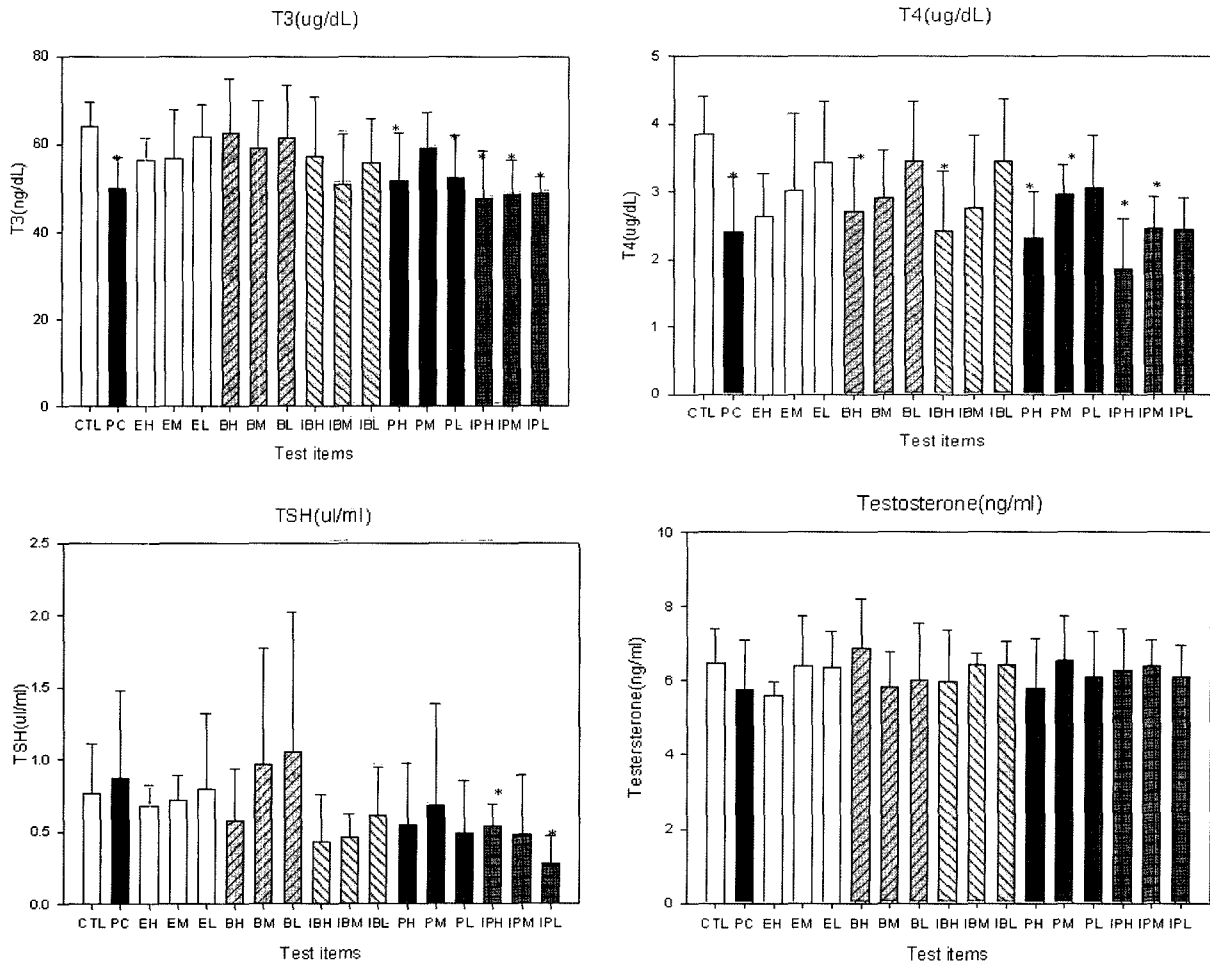 T3(ug/dL)
80
60
40
20
0
T3(ng/dL)
*
*
*
*
*
*
CTL PC EH EM EL BH BM BL IBH IBM IBL PH PM PL IPH IPM IPL
Test items
T4(ug/dL)
5
4
3
2
1
0
T4(ug/dL)
*
*
*
*
*
*
*
CTL PC EH EM EL BH BM BL IBH IBM IBL PH PM PL IPH IPM IPL
Test items
TSH(ul/ml)
2.5
2.0
1.5
1.0
0.5
0.0
TSH(ul/ml)
*
*
CTL PC EH EM EL BH BM BL IBH IBM IBL PH PM PL IPH IPM IPL
Test items
Testosterone(ng/ml)
10
8
6
4
2
0
Testersterone(ng/ml)
CTL PC EH EM EL BH BM BL IBH IBM IBL PH PM PL IPH IPM IPL
Test items